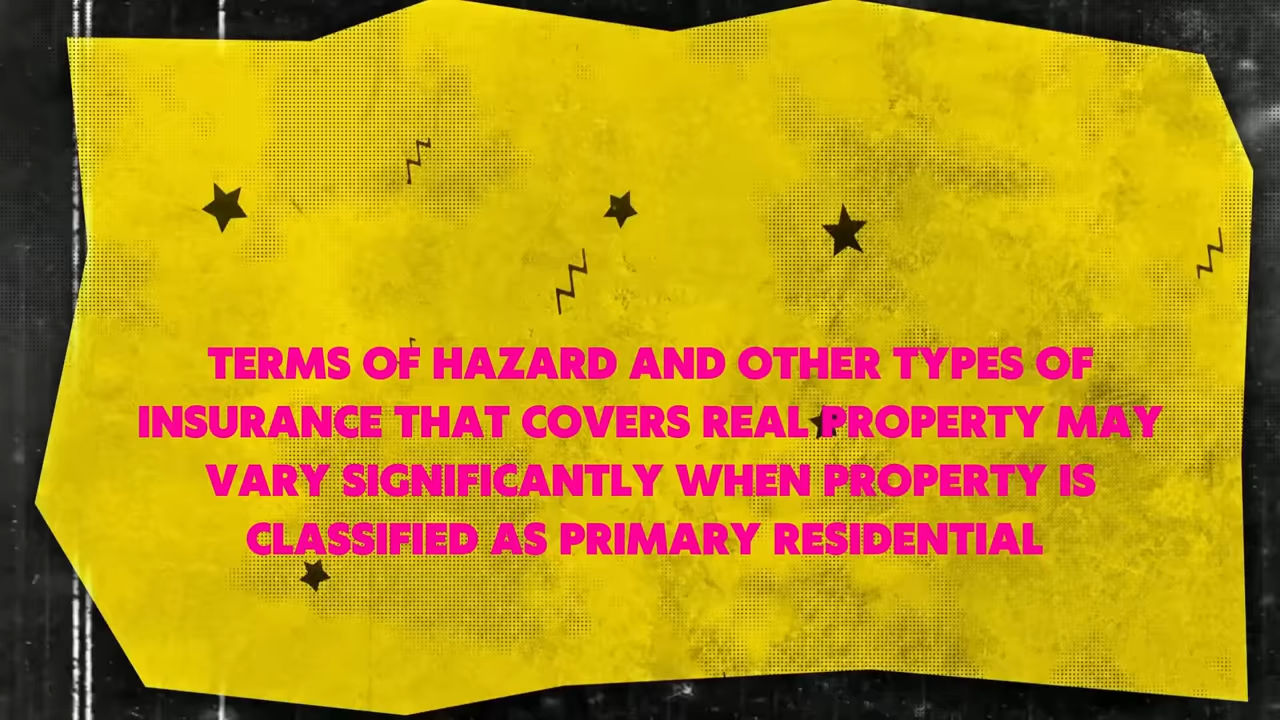 TERMS OF HAZARD AND OTHER TYPES OF
INSURANCE THAT COVERS REAL PROPERTY MAY
VARY SIGNIFICANTLY WHEN PROPERTY IS
CLASSIFIED AS PRIMARY RESIDENTIAL